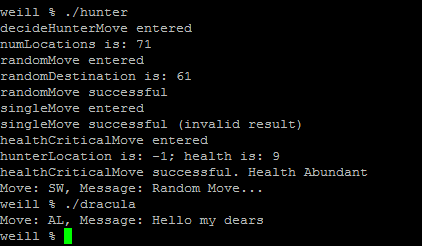 weill % ./hunter
decideHunterMove entered
numLocations is: 71
randomMove entered
randomDestination is: 61
randomMove successful
singleMove entered
singleMove successful (invalid result)
healthCriticalMove entered
hunterLocation is: -1; health is: 9
healthCriticalMove successful. Health Abundant
Move: SW, Message: Random Move...
weill % ./dracula
Move: AL, Message: Hello my dears
weill %